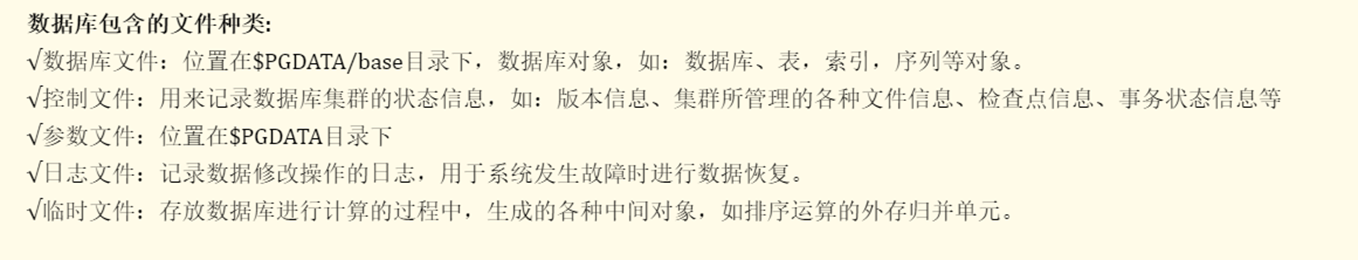 数据库包含的文件种类:
√数据库文件：位置在$PGDATA/base目录下，数据库对象，如：数据库、表，索引，序列等对象。
√控制文件：用来记录数据库集群的状态信息，如：版本信息、集群所管理的各种文件信息、检查点信息、事务状态信息等
√参数文件：位置在$PGDATA目录下
√日志文件：记录数据修改操作的日志，用于系统发生故障时进行数据恢复。
√临时文件：存放数据库进行计算的过程中，生成的各种中间对象，如排序运算的外存归并单元。